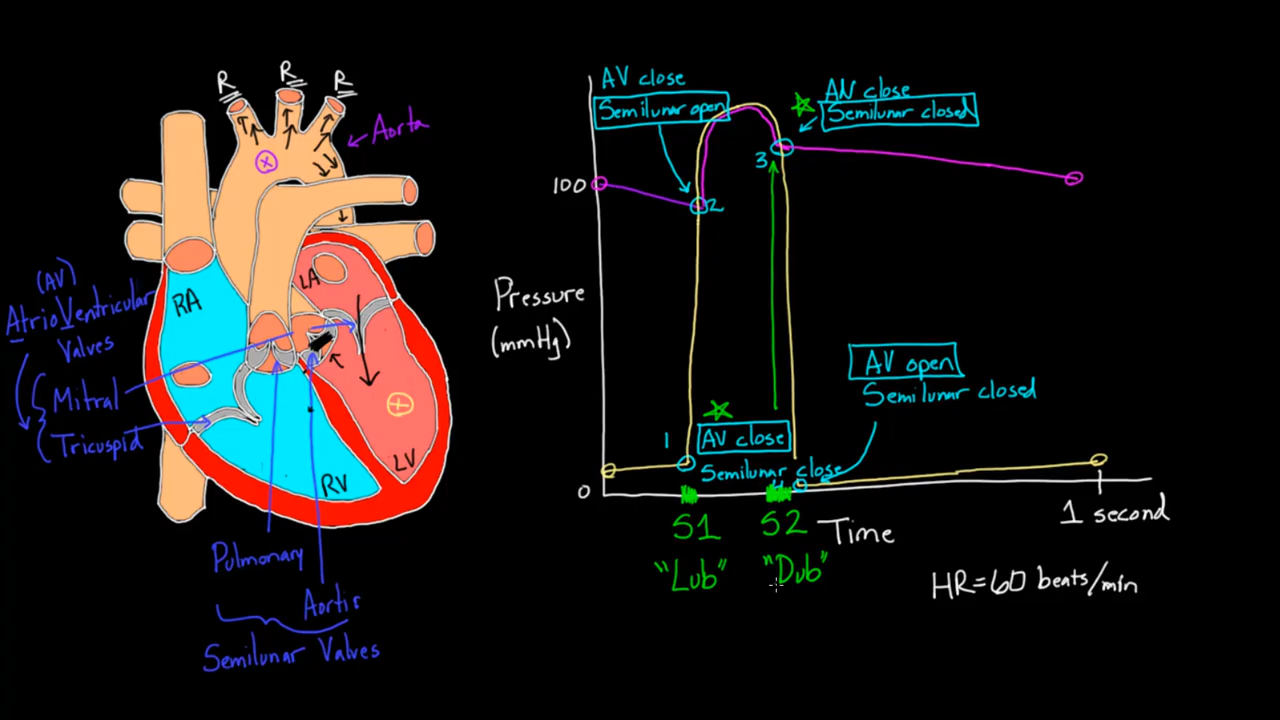 R R R
Aorta
(AV)
AtrioVentricular
Valves
Mitral
Tricuspid
RA
LA
RV
LV
Pulmonary
Aortic
Semilunar Valves
AV close
Semilunar open
AV close
Semilunar closed
100
2
3
Pressure
(mmHg)
AV open
Semilunar closed
1
AV close
Semilunar close
4
0
S1
S2
Time
1 second
"Lub"
"Dub"
HR=60 beats/min